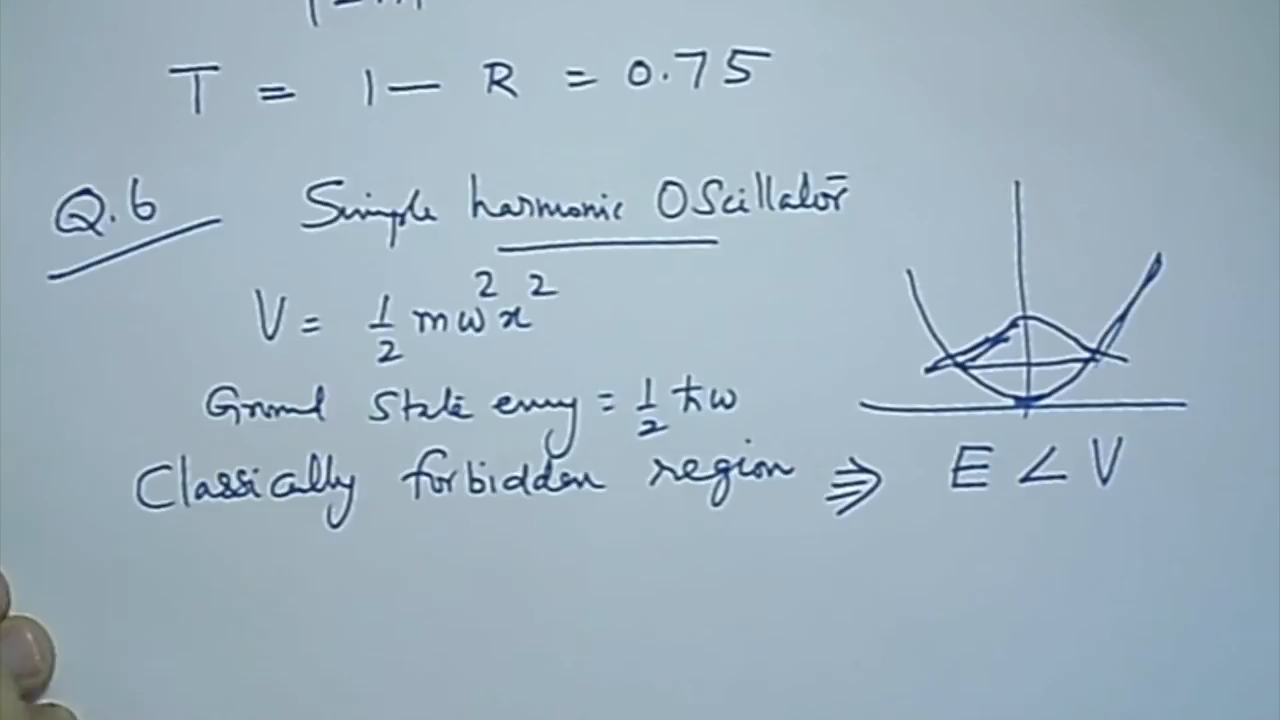 T = 1 - R = 0.75
Q.6 Simple harmonic OScillator
V = 1/2 mω²x²
Ground State energy = 1/2 ħω
Classically forbidden region ⇛ E < V